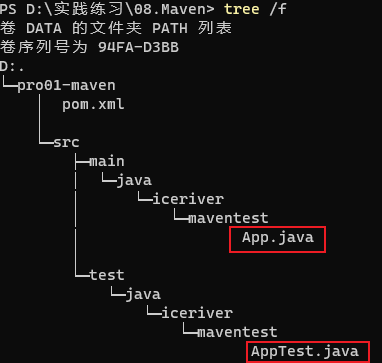 PS D:\实践练习\08.Maven> tree /f
卷 DATA 的文件夹 PATH 列表
卷序列号为 94FA-D3BB
D:.
└─pro01-maven
    │  pom.xml
    │
    └─src
        ├─main
        │  └─java
        │      └─iceriver
        │          └─maventest
        │                  App.java
        │
        └─test
            └─java
                └─iceriver
                    └─maventest
                            AppTest.java